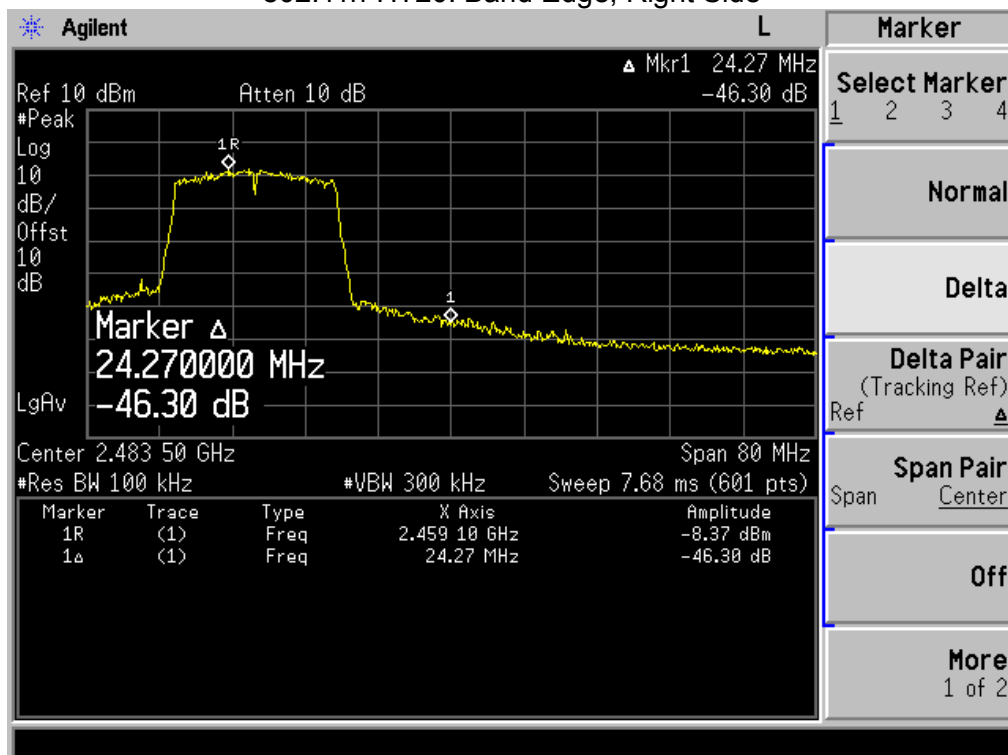 Agilent L
Δ Mkr1 24.27 MHz
Ref 10 dBm Atten 10 dB -46.30 dB
#Peak
Log
10
dB/
Offst
10
dB
1R
1
Marker Δ
24.270000 MHz
-46.30 dB
LgAv
Center 2.483 50 GHz Span 80 MHz
#Res BW 100 kHz #VBW 300 kHz Sweep 7.68 ms (601 pts)
Marker Trace Type X Axis Amplitude
1R (1) Freq 2.459 10 GHz -8.37 dBm
1Δ (1) Freq 24.27 MHz -46.30 dB
Marker
Select Marker
1 2 3 4
Normal
Delta
Delta Pair
(Tracking Ref)
Ref Δ
Span Pair
Span Center
Off
More
1 of 2